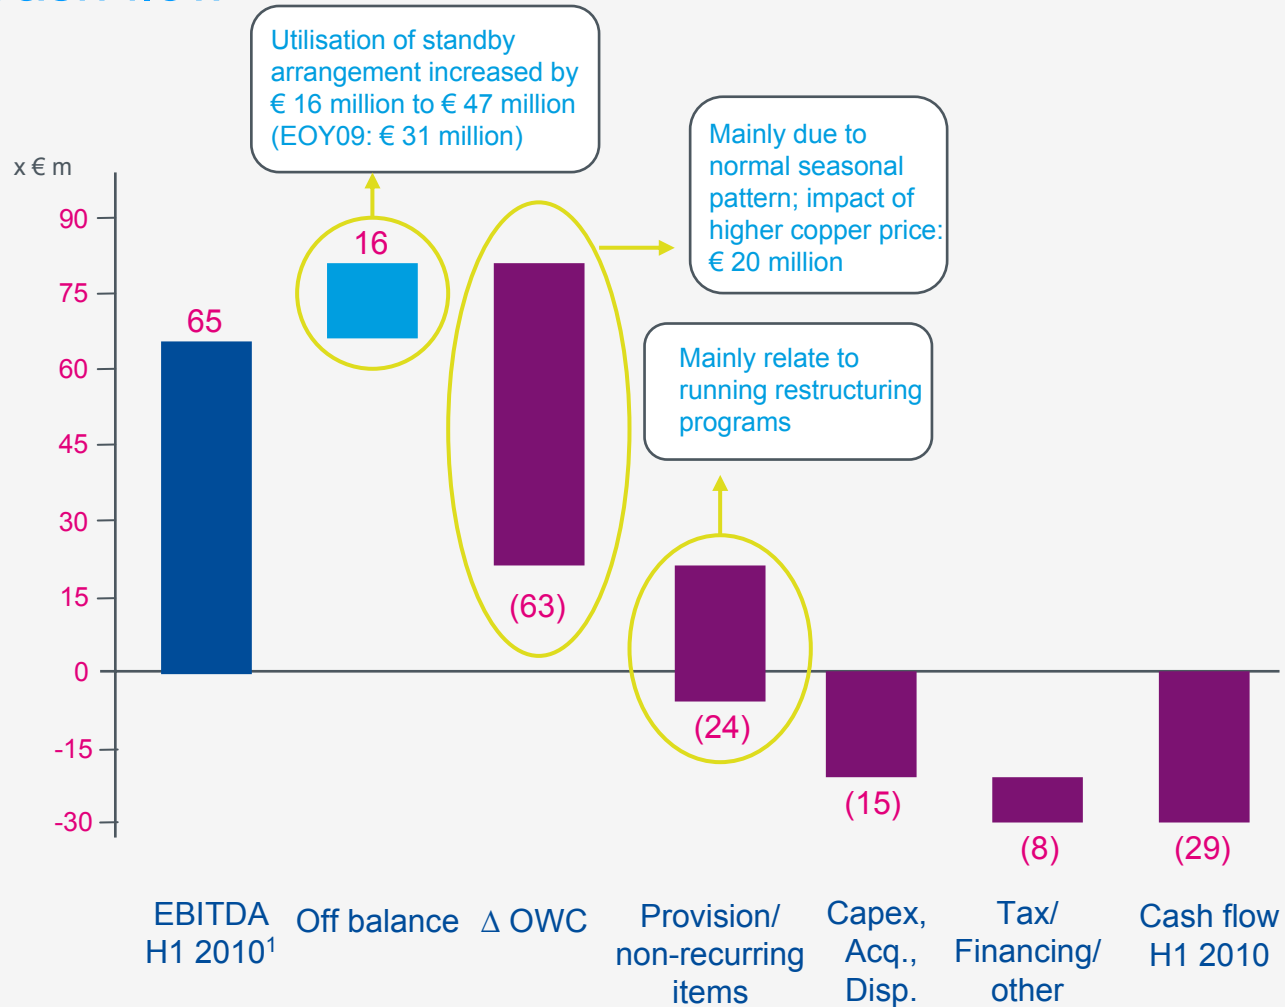 Utilisation of standby
arrangement increased by
€ 16 million to € 47 million
(EOY09: € 31 million)
Mainly due to
normal seasonal
pattern; impact of
higher copper price:
€ 20 million
Mainly relate to
running restructuring
programs
x € m
90
75
60
45
30
15
0
-15
-30
65
16
(63)
(24)
(15)
(8)
(29)
EBITDA
H1 2010¹
Off balance
Δ OWC
Provision/
non-recurring
items
Capex,
Acq.,
Disp.
Tax/
Financing/
other
Cash flow
H1 2010